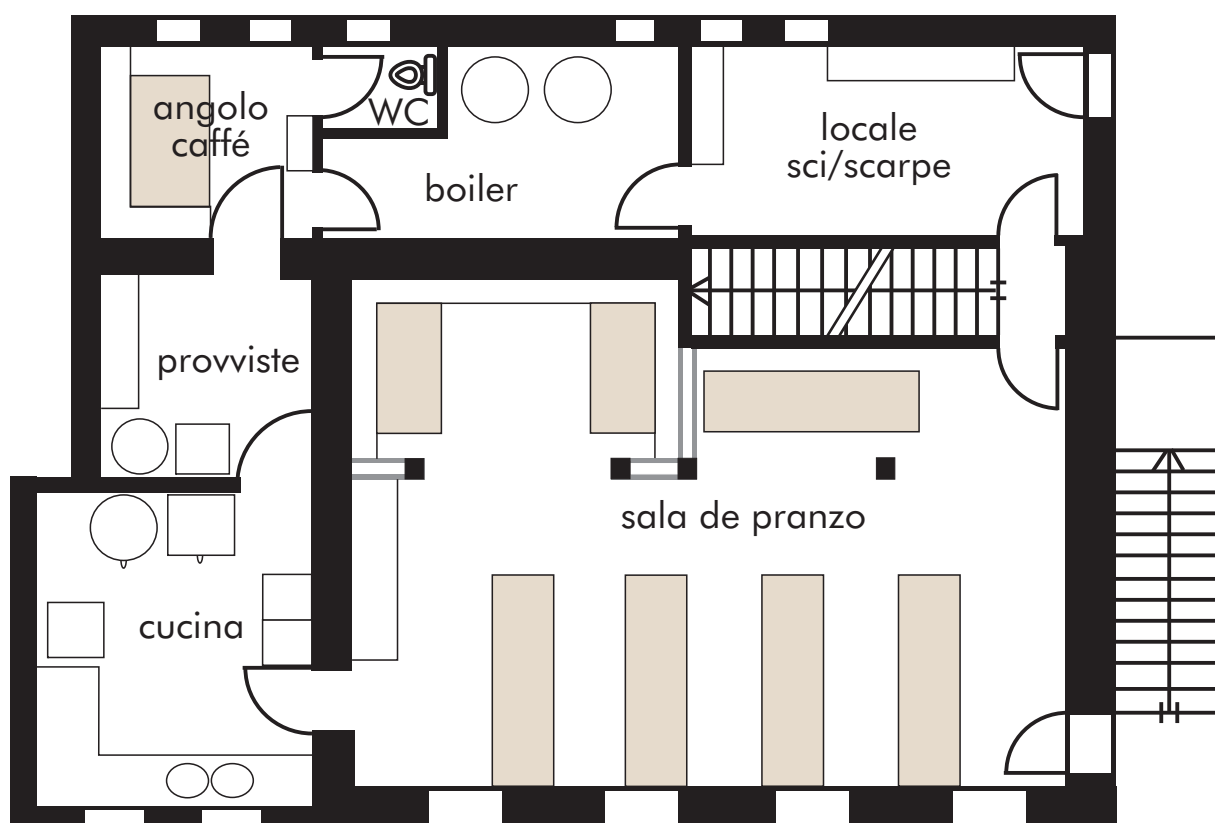 angolo
caffé
WC
boiler
locale
sci/scarpe
provviste
sala de pranzo
cucina